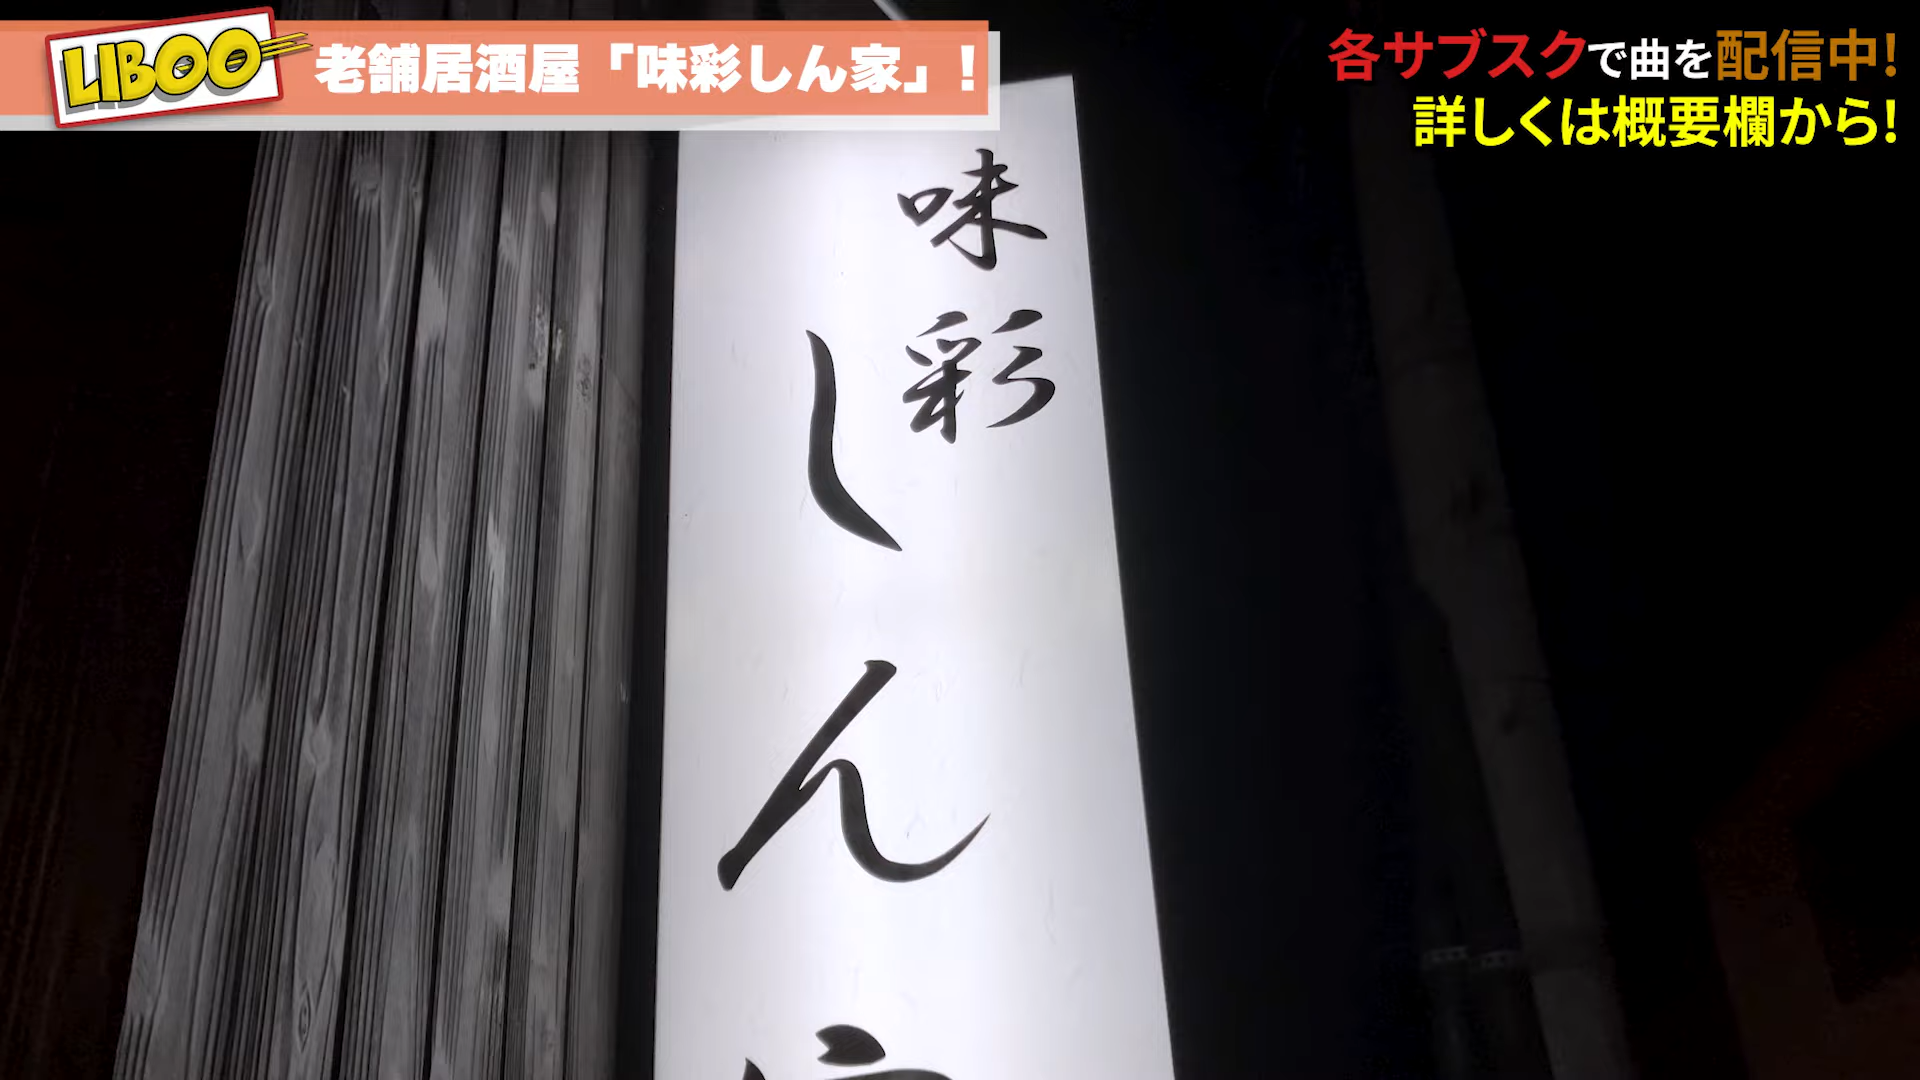 LIBOO
老舗居酒屋「味彩しん家」!
各サブスクで曲を配信中!
詳しくは概要欄から!
味彩
しん